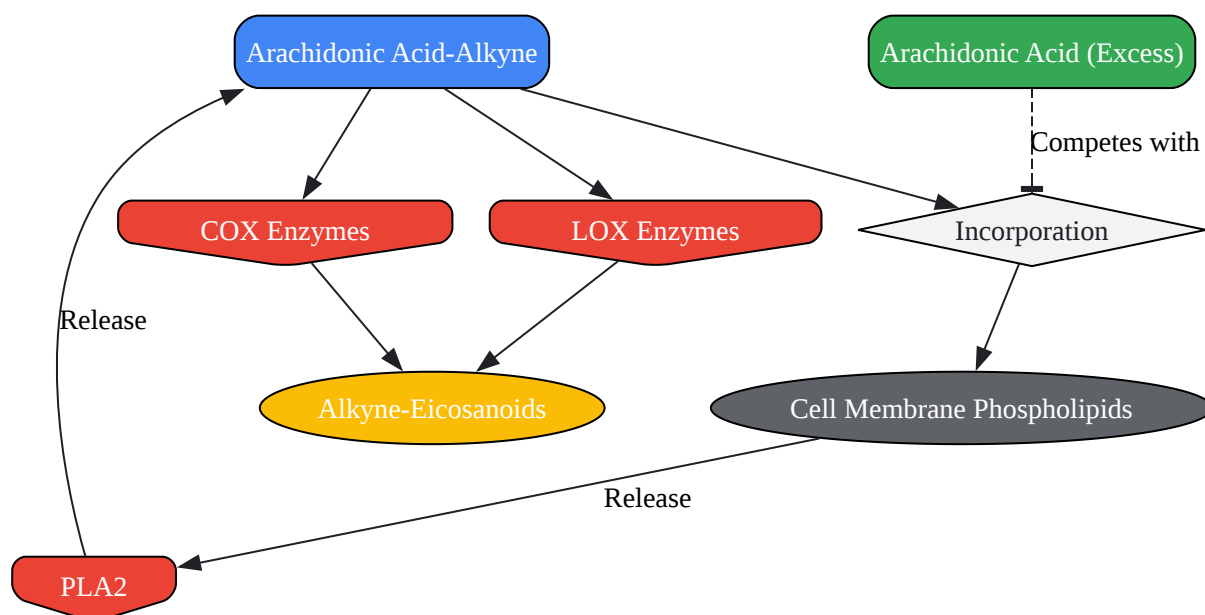 Arachidonic Acid-Alkyne
Arachidonic Acid (Excess)
Competes with
COX Enzymes
LOX Enzymes
Incorporation
Release
Alkyne-Eicosanoids
Cell Membrane Phospholipids
Release
PLA2